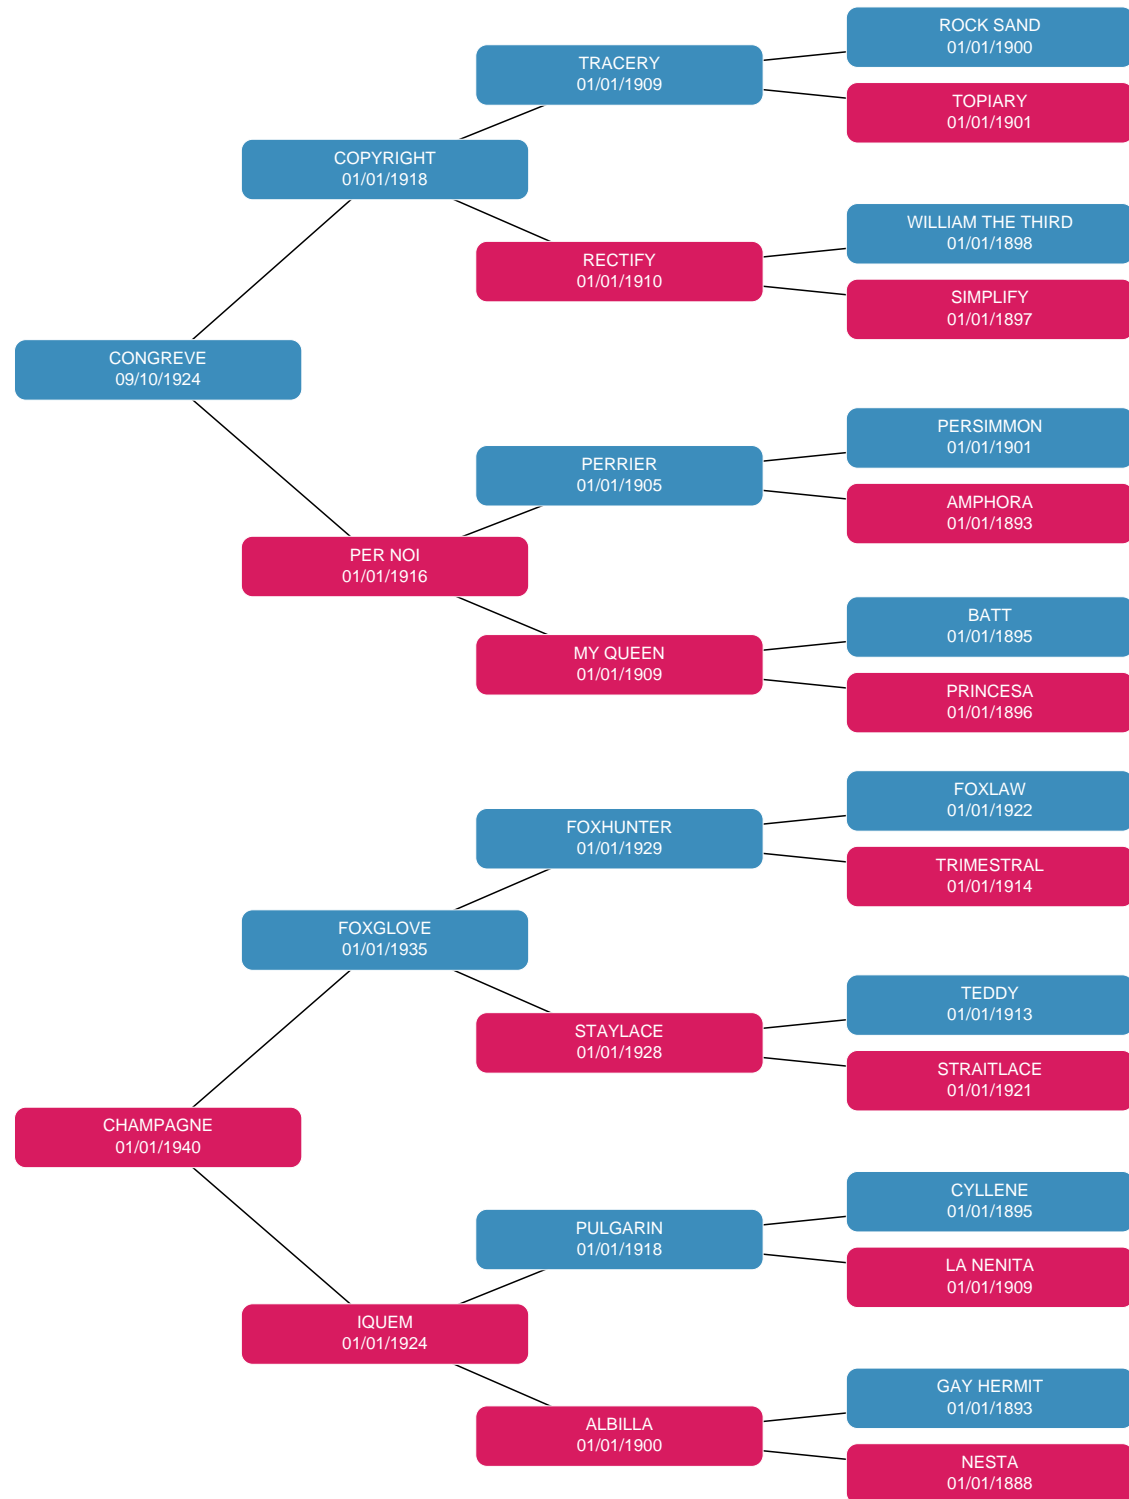 ROCK SAND
01/01/1900
TRACERY
01/01/1909
TOPIARY
01/01/1901
COPYRIGHT
01/01/1918
WILLIAM THE THIRD
01/01/1898
RECTIFY
01/01/1910
SIMPLIFY
01/01/1897
CONGREVE
09/10/1924
PERSIMMON
01/01/1901
PERRIER
01/01/1905
AMPHORA
01/01/1893
PER NOI
01/01/1916
BATT
01/01/1895
MY QUEEN
01/01/1909
PRINCESA
01/01/1896
FOXLAW
01/01/1922
FOXHUNTER
01/01/1929
TRIMESTRAL
01/01/1914
FOXGLOVE
01/01/1935
TEDDY
01/01/1913
STAYLACE
01/01/1928
STRAITLACE
01/01/1921
CHAMPAGNE
01/01/1940
CYLLENE
01/01/1895
PULGARIN
01/01/1918
LA NENITA
01/01/1909
IQUEM
01/01/1924
GAY HERMIT
01/01/1893
ALBILLA
01/01/1900
NESTA
01/01/1888